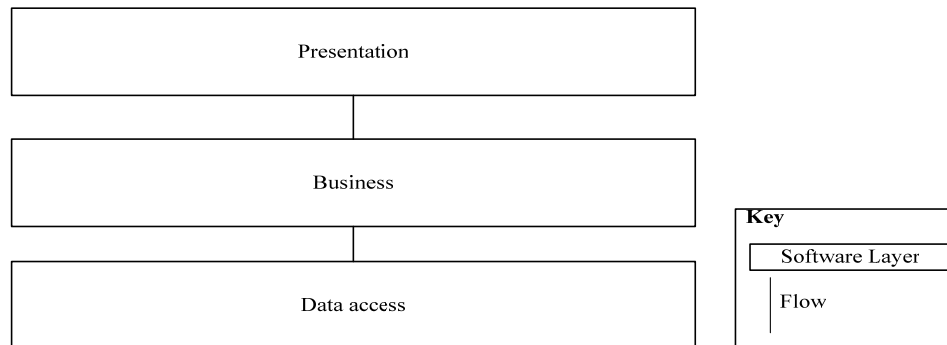 Presentation
Business
Data access
Key
Software Layer
Flow